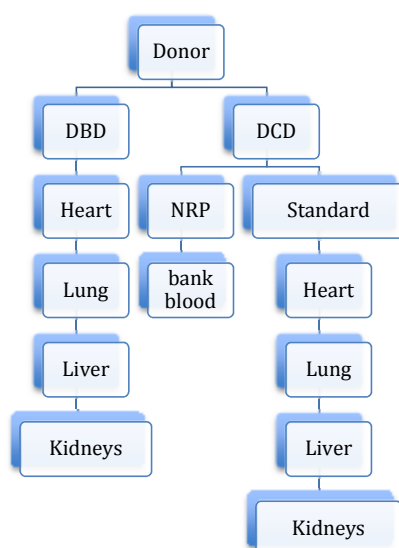 Donor
DBD
DCD
Heart
NRP
Standard
Lung
bank
blood
Heart
Liver
Lung
Kidneys
Liver
Kidneys